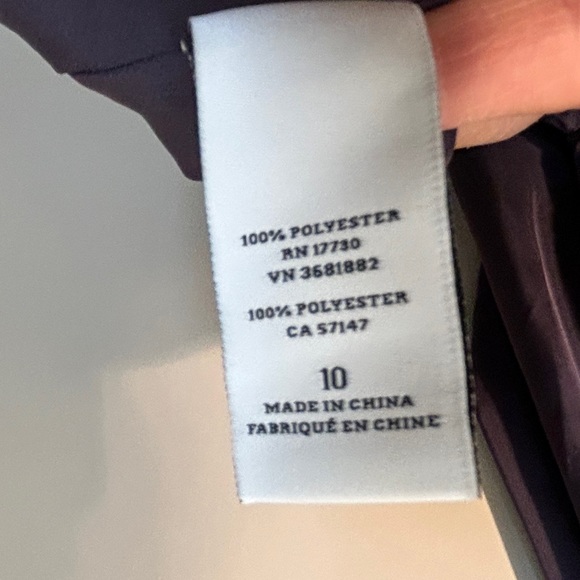 100% POLYESTER
RN 17730
VN 3681882
100% POLYESTER
CA 57147
10
MADE IN CHINA
FABRIQUÉ EN CHINE